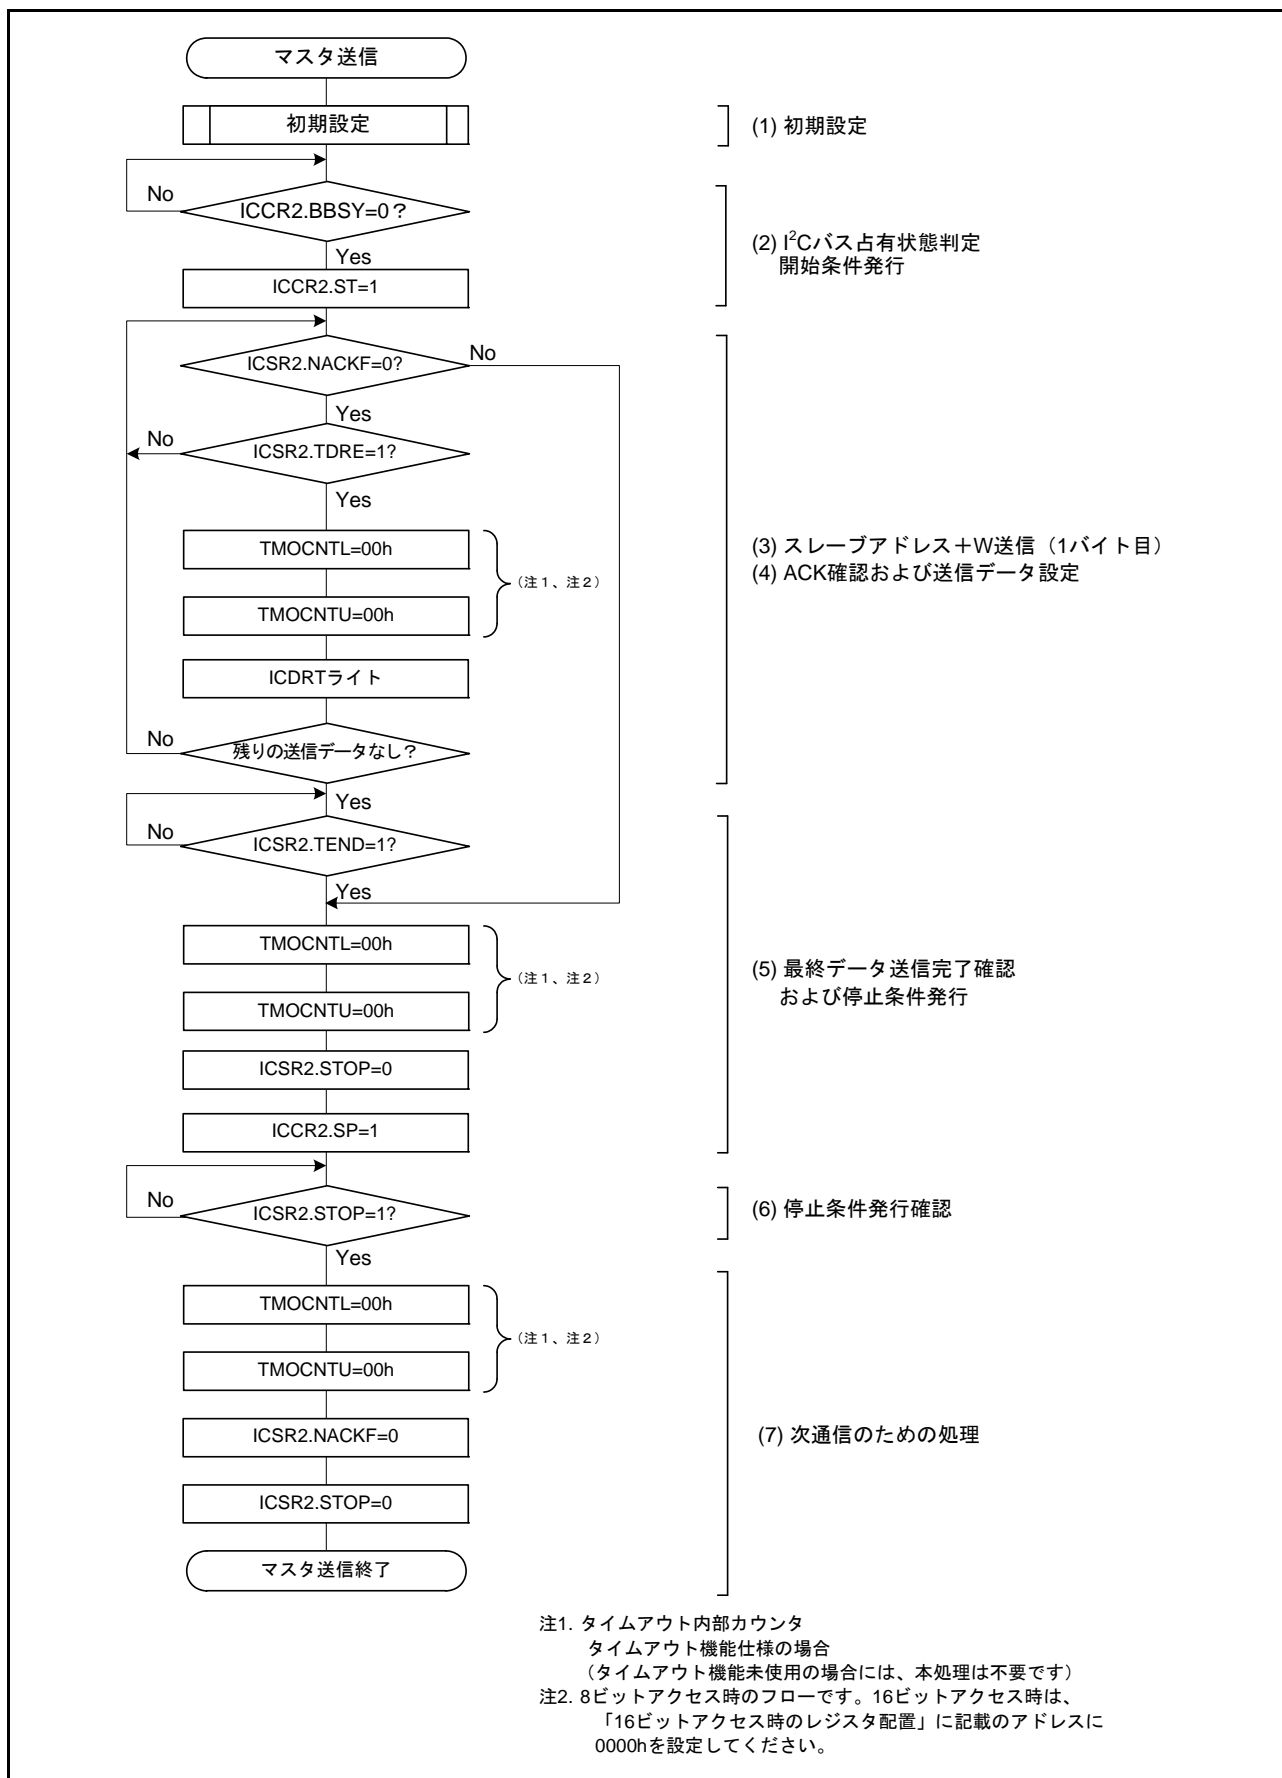 マスタ送信
初期設定
(1) 初期設定
No
ICCR2.BBSY=0？
Yes
ICCR2.ST=1
(2) I²Cバス占有状態判定
開始条件発行
ICSR2.NACKF=0?
No
Yes
No
ICSR2.TDRE=1?
Yes
TMOCNTL=00h
（注１、注２）
TMOCNTU=00h
ICDRTライト
No
残りの送信データなし？
Yes
(3) スレーブアドレス＋W送信（1バイト目）
(4) ACK確認および送信データ設定
No
ICSR2.TEND=1?
Yes
TMOCNTL=00h
（注１、注２）
TMOCNTU=00h
ICSR2.STOP=0
ICCR2.SP=1
(5) 最終データ送信完了確認
および停止条件発行
No
ICSR2.STOP=1?
Yes
(6) 停止条件発行確認
TMOCNTL=00h
（注１、注２）
TMOCNTU=00h
ICSR2.NACKF=0
ICSR2.STOP=0
マスタ送信終了
(7) 次通信のための処理
注1. タイムアウト内部カウンタ
タイムアウト機能仕様の場合
（タイムアウト機能未使用の場合には、本処理は不要です）
注2. 8ビットアクセス時のフローです。16ビットアクセス時は、
「16ビットアクセス時のレジスタ配置」に記載のアドレスに
0000hを設定してください。